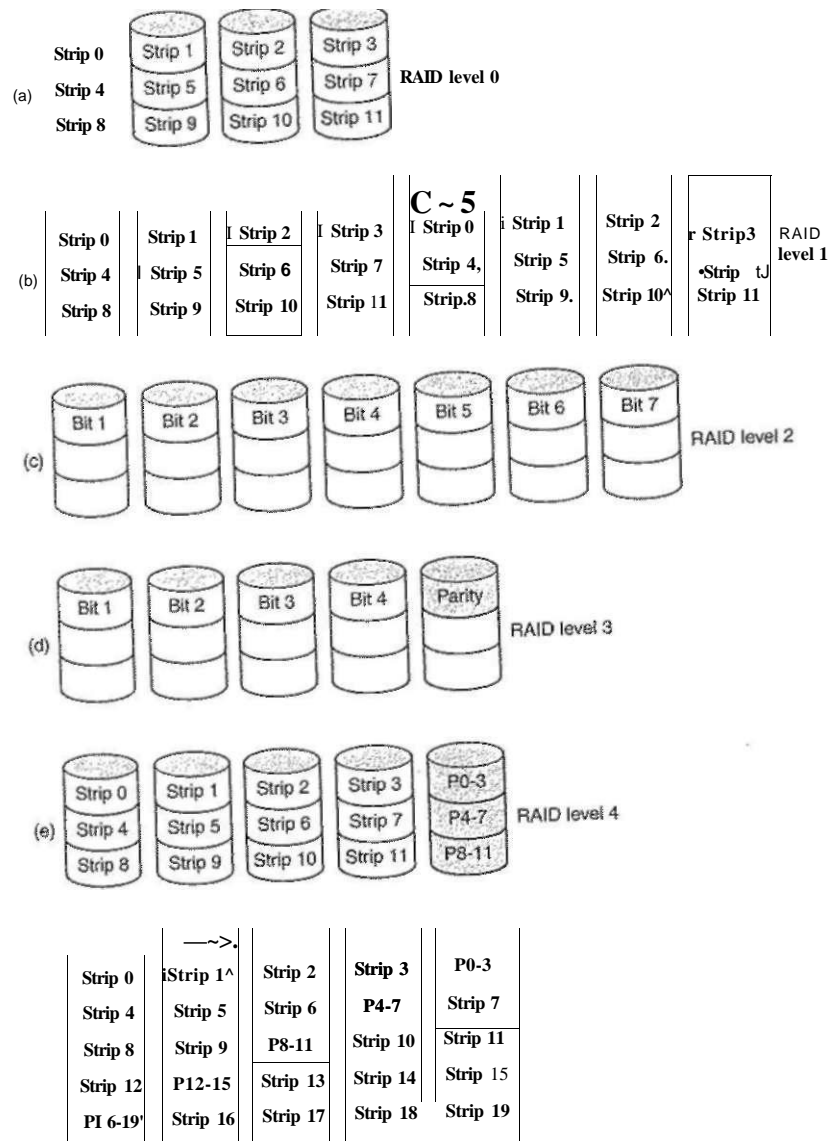 Strip 0 Strip 1 Strip 2 Strip 3
(a) Strip 4 Strip 5 Strip 6 Strip 7 RAID level 0
Strip 8 Strip 9 Strip 10 Strip 11
C ~ 5
Strip 0 Strip 1 I Strip 2 I Strip 3 I Strip 0 i Strip 1 Strip 2 r Strip3 RAID
(b) Strip 4 I Strip 5 Strip 6 Strip 7 Strip 4, Strip 5 Strip 6. •Strip tJ level 1
Strip 8 Strip 9 Strip 10 Strip 11 Strip.8 Strip 9. Strip 10^ Strip 11
Bit 1 Bit 2 Bit 3 Bit 4 Bit 5 Bit 6 Bit 7
(c) RAID level 2
Bit 1 Bit 2 Bit 3 Bit 4 Parity
(d) RAID level 3
Strip 0 Strip 1 Strip 2 Strip 3 P0-3
(e) Strip 4 Strip 5 Strip 6 Strip 7 P4-7 RAID level 4
Strip 8 Strip 9 Strip 10 Strip 11 P8-11
—~>.
Strip 0 iStrip 1^ Strip 2 Strip 3 P0-3
Strip 4 Strip 5 Strip 6 P4-7 Strip 7
Strip 8 Strip 9 P8-11 Strip 10 Strip 11
Strip 12 P12-15 Strip 13 Strip 14 Strip 15
PI 6-19' Strip 16 Strip 17 Strip 18 Strip 19